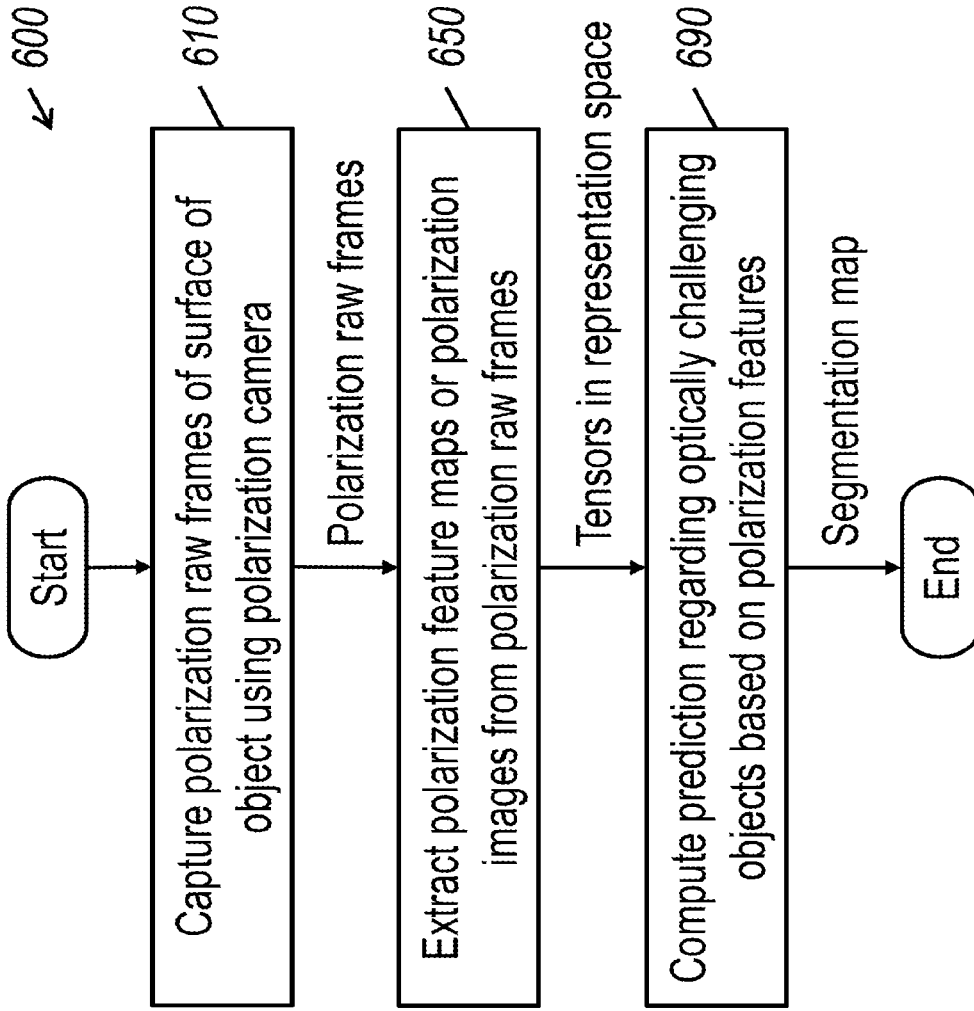 600
Start
Capture polarization raw frames of surface of
object using polarization camera
610
Polarization raw frames
Extract polarization feature maps or polarization
images from polarization raw frames
650
Tensors in representation space
Compute prediction regarding optically challenging
objects based on polarization features
690
Segmentation map
End